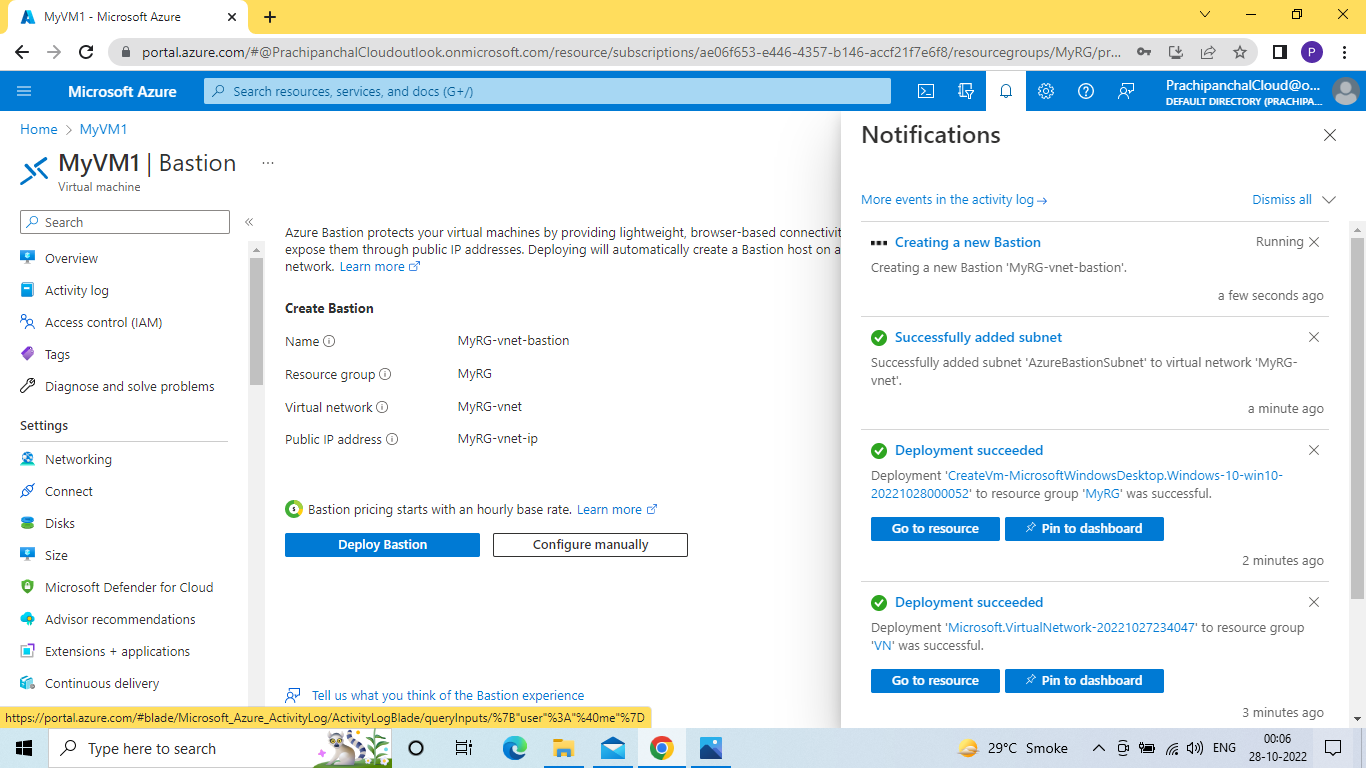 MyVM1 - Microsoft Azure
portal.azure.com/#@PrachipanchalCloudoutlook.onmicrosoft.com/resource/subscriptions/ae06f653-e446-4357-b146-accf21f7e6f8/resourcegroups/MyRG/pr...
P
Microsoft Azure
Search resources, services, and docs (G+/)
PrachipanchalCloud@o...
DEFAULT DIRECTORY (PRACHIPA...
Home > MyVM1
MyVM1 | Bastion ...
Virtual machine
Search
«
Overview
Activity log
Access control (IAM)
Tags
Diagnose and solve problems
Settings
Networking
Connect
Disks
Size
Microsoft Defender for Cloud
Advisor recommendations
Extensions + applications
Continuous delivery
Azure Bastion protects your virtual machines by providing lightweight, browser-based connectivit
expose them through public IP addresses. Deploying will automatically create a Bastion host on a
network. Learn more
Create Bastion
Name MyRG-vnet-bastion
Resource group MyRG
Virtual network MyRG-vnet
Public IP address MyRG-vnet-ip
Bastion pricing starts with an hourly base rate. Learn more
Deploy Bastion Configure manually
Tell us what you think of the Bastion experience
Notifications
More events in the activity log → Dismiss all
Creating a new Bastion Running
Creating a new Bastion 'MyRG-vnet-bastion'.
a few seconds ago
Successfully added subnet
Successfully added subnet 'AzureBastionSubnet' to virtual network 'MyRG-
vnet'.
a minute ago
Deployment succeeded
Deployment 'CreateVm-MicrosoftWindowsDesktop.Windows-10-win10-
20221028000052' to resource group 'MyRG' was successful.
Go to resource Pin to dashboard
2 minutes ago
Deployment succeeded
Deployment 'Microsoft.VirtualNetwork-20221027234047' to resource group
'VN' was successful.
Go to resource Pin to dashboard
3 minutes ago
https://portal.azure.com/#blade/Microsoft_Azure_ActivityLog/ActivityLogBlade/queryInputs/%7B"user"%3A"%40me"%7D
Type here to search
29°C Smoke
ENG
00:06
28-10-2022